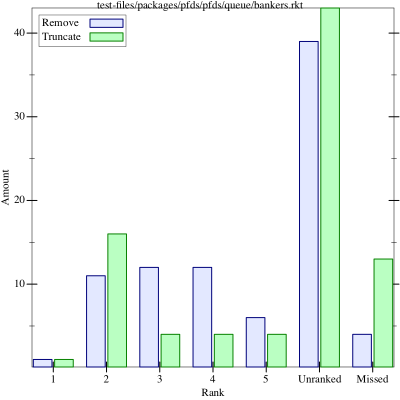 test-files/packages/pfds/pfds/queue/bankers.rkt
Remove
Truncate
40
30
20
10
Amount
1 2 3 4 5 Unranked Missed
Rank